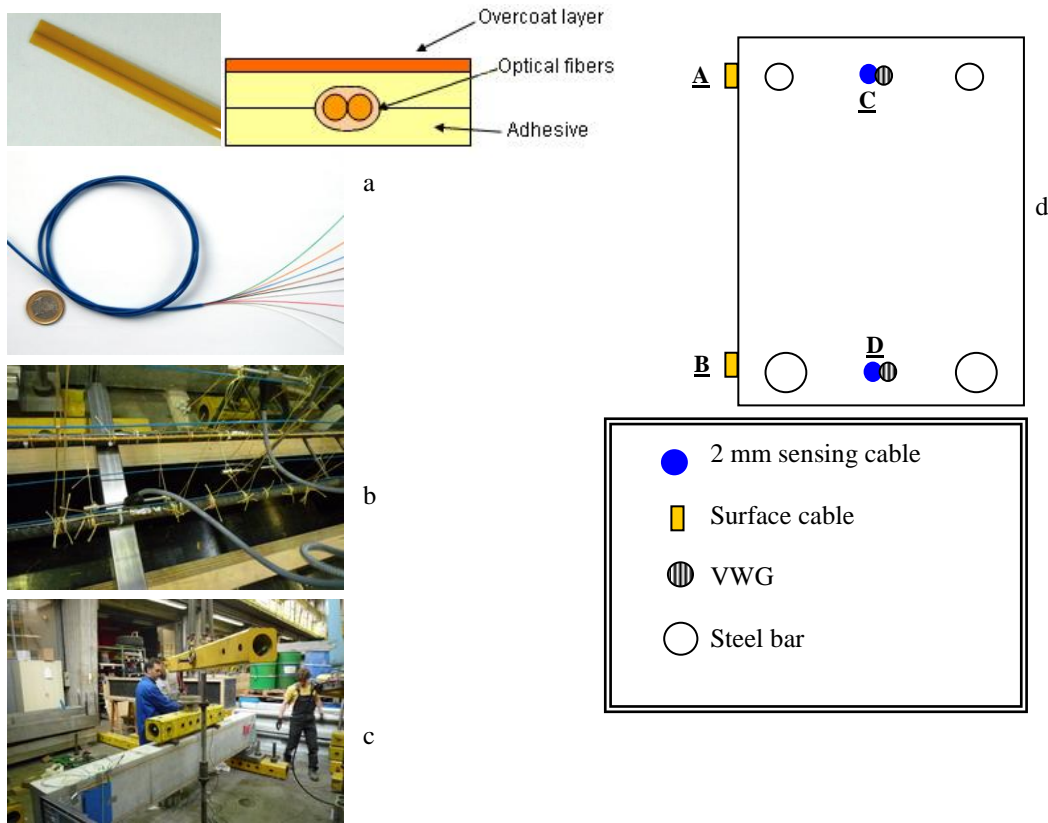 Overcoat layer
Optical fibers
Adhesive
a
b
c
A
C
B
D
d
2 mm sensing cable
Surface cable
VWG
Steel bar